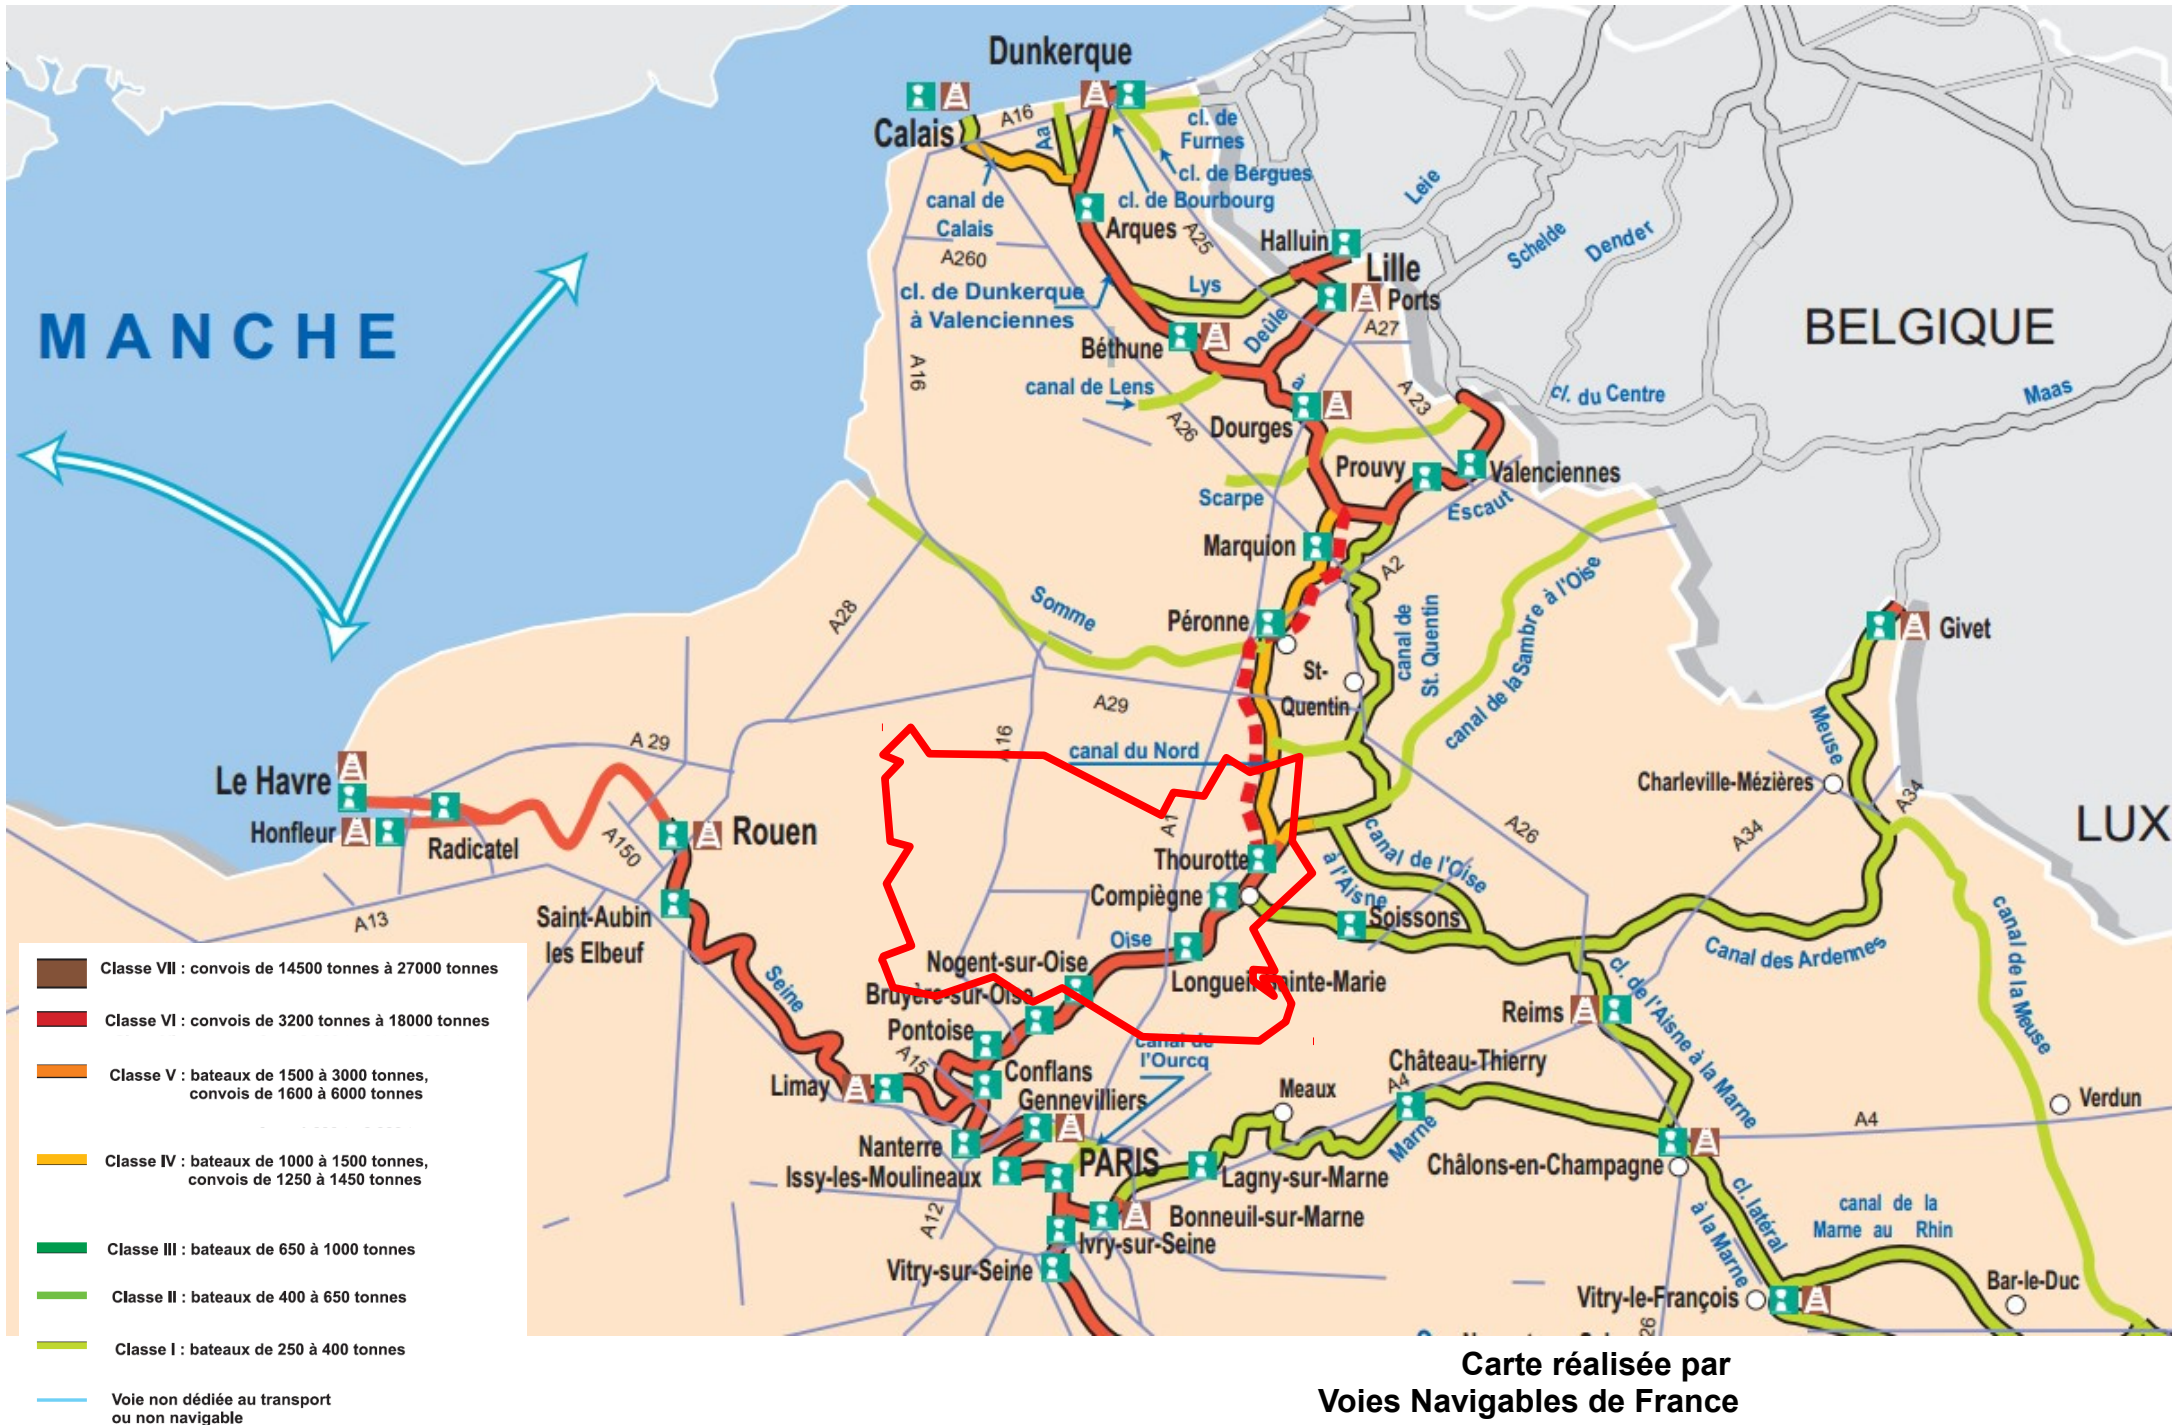 Dunkerque
Calais
A16
Aa
cl. de
Furnes
cl. de Bergues
cl. de Bourbourg
canal de
Calais
Arques
A25
Halluin
Leie
Schelde
Dender
A260
Lille
Ports
Lys
cl. de Dunkerque
à Valenciennes
Deûle
A27
MANCHE
BELGIQUE
Béthune
A16
canal de Lens
A26
A 23
cl. du Centre
Maas
Dourges
Prouvy
Valenciennes
Scarpe
Escaut
Marquion
A2
Somme
A28
Péronne
canal de
St. Quentin
canal de la Sambre à l'Oise
Givet
St-
Quentin
A29
A 29
A16
canal du Nord
Meuse
Charleville-Mézières
A34
LUX
Le Havre
Honfleur
Radicatel
A150
Rouen
A1
A26
A34
Thourotte
canal de l'Oise
à l'Aisne
Compiègne
Soissons
A13
Saint-Aubin
les Elbeuf
Oise
Canal des Ardennes
canal de la Meuse
Nogent-sur-Oise
Longueil-Sainte-Marie
Bruyère-sur-Oise
Seine
cl. de l'Aisne à la Marne
Reims
Pontoise
canal de
l'Ourcq
A15
Conflans
Château-Thierry
Limay
Gennevilliers
Meaux
A4
Verdun
A4
Nanterre
Marne
PARIS
Châlons-en-Champagne
Issy-les-Moulineaux
Lagny-sur-Marne
A12
Bonneuil-sur-Marne
cl. latéral
à la Marne
canal de la
Marne au Rhin
Ivry-sur-Seine
Vitry-sur-Seine
Vitry-le-François
Bar-le-Duc
26
Classe VII : convois de 14500 tonnes à 27000 tonnes
Classe VI : convois de 3200 tonnes à 18000 tonnes
Classe V : bateaux de 1500 à 3000 tonnes,
convois de 1600 à 6000 tonnes
Classe IV : bateaux de 1000 à 1500 tonnes,
convois de 1250 à 1450 tonnes
Classe III : bateaux de 650 à 1000 tonnes
Classe II : bateaux de 400 à 650 tonnes
Classe I : bateaux de 250 à 400 tonnes
Voie non dédiée au transport
ou non navigable
Carte réalisée par
Voies Navigables de France